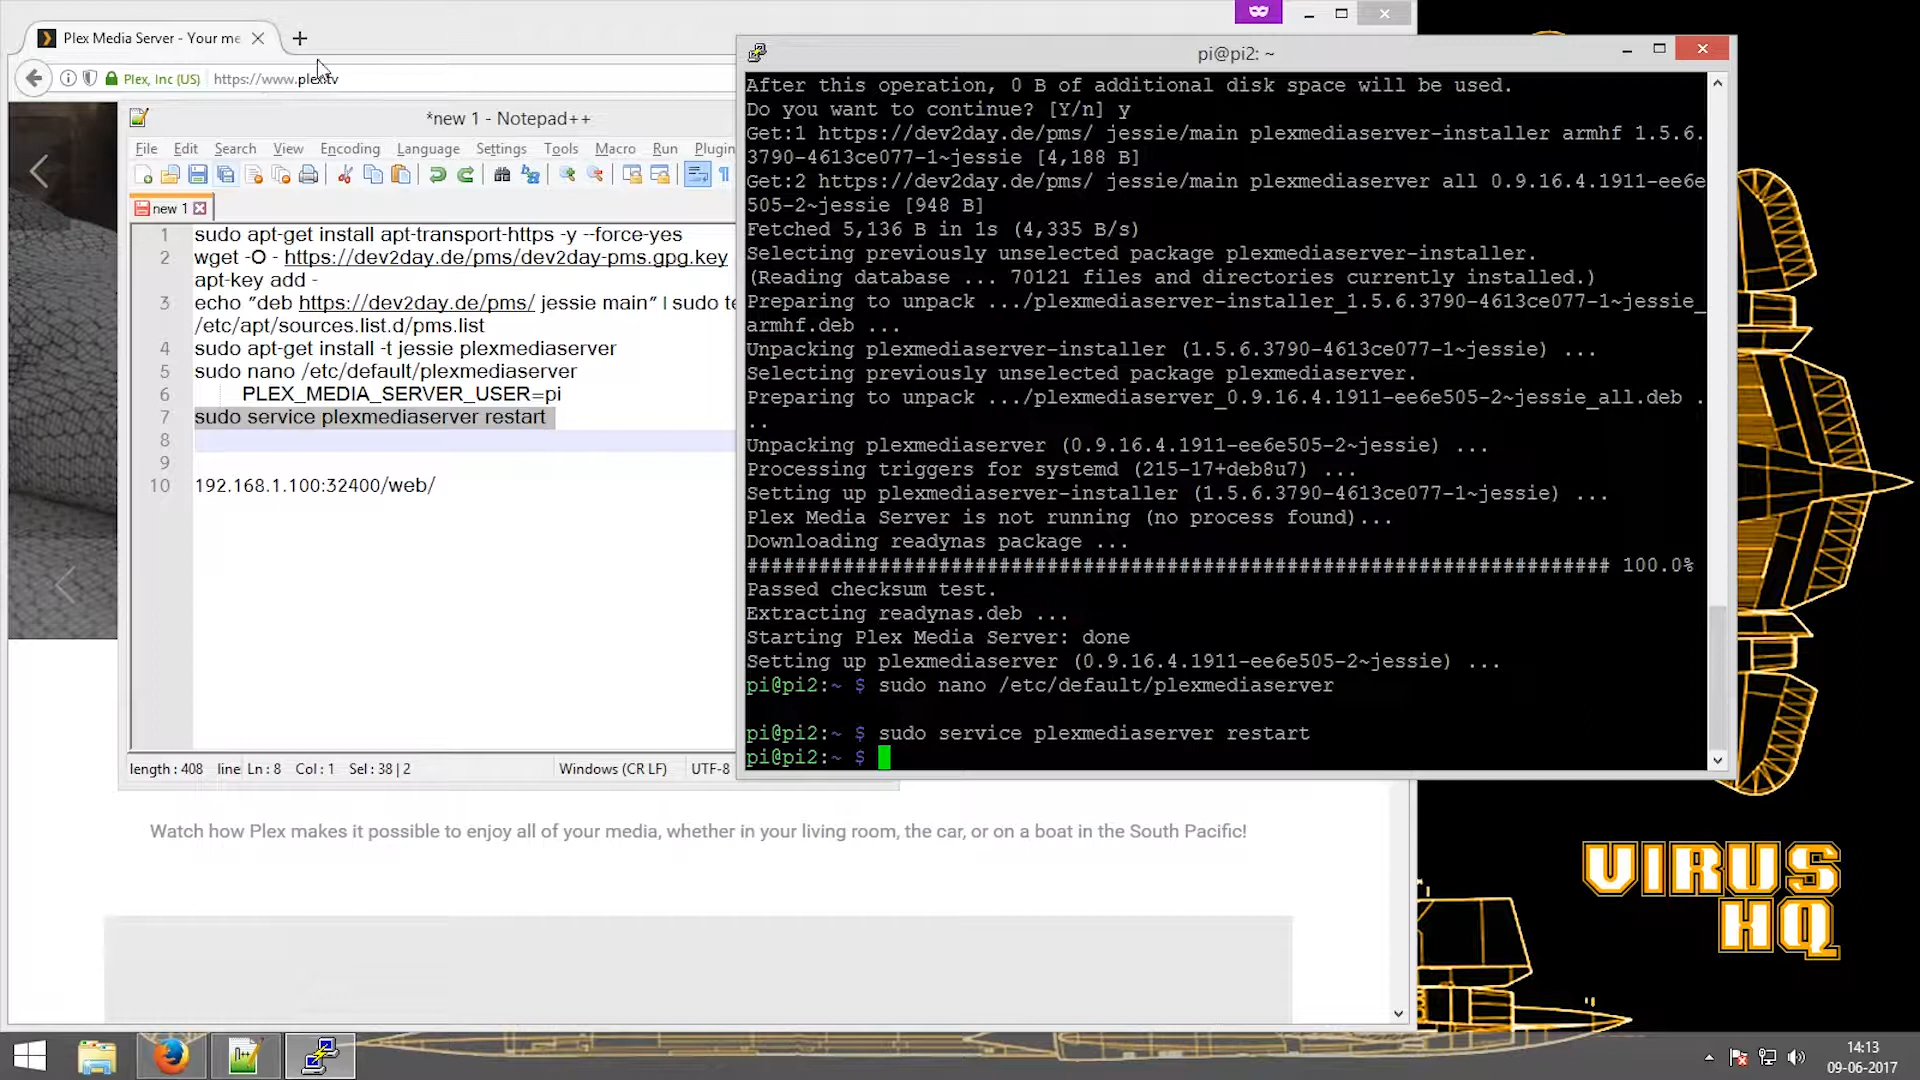 Plex Media Server - Your me
Plex, Inc (US)
https://www.plex.tv
*new 1 - Notepad++
File Edit Search View Encoding Language Settings Tools Macro Run Plugin
new 1
1 sudo apt-get install apt-transport-https -y --force-yes
2 wget -O - https://dev2day.de/pms/dev2day-pms.gpg.key
apt-key add -
3 echo "deb https://dev2day.de/pms/ jessie main" | sudo te
/etc/apt/sources.list.d/pms.list
4 sudo apt-get install -t jessie plexmediaserver
5 sudo nano /etc/default/plexmediaserver
6 PLEX_MEDIA_SERVER_USER=pi
7 sudo service plexmediaserver restart
8
9
10 192.168.1.100:32400/web/
length : 408 line Ln : 8 Col : 1 Sel : 38 | 2 Windows (CR LF) UTF-8
pi@pi2: ~
After this operation, 0 B of additional disk space will be used.
Do you want to continue? [Y/n] y
Get:1 https://dev2day.de/pms/ jessie/main plexmediaserver-installer armhf 1.5.6.
3790-4613ce077-1~jessie [4,188 B]
Get:2 https://dev2day.de/pms/ jessie/main plexmediaserver all 0.9.16.4.1911-ee6e
505-2~jessie [948 B]
Fetched 5,136 B in 1s (4,335 B/s)
Selecting previously unselected package plexmediaserver-installer.
(Reading database ... 70121 files and directories currently installed.)
Preparing to unpack .../plexmediaserver-installer_1.5.6.3790-4613ce077-1~jessie_
armhf.deb ...
Unpacking plexmediaserver-installer (1.5.6.3790-4613ce077-1~jessie) ...
Selecting previously unselected package plexmediaserver.
Preparing to unpack .../plexmediaserver_0.9.16.4.1911-ee6e505-2~jessie_all.deb .
..
Unpacking plexmediaserver (0.9.16.4.1911-ee6e505-2~jessie) ...
Processing triggers for systemd (215-17+deb8u7) ...
Setting up plexmediaserver-installer (1.5.6.3790-4613ce077-1~jessie) ...
Plex Media Server is not running (no process found)...
Downloading readynas package ...
######################################################################## 100.0%
Passed checksum test.
Extracting readynas.deb ...
Starting Plex Media Server: done
Setting up plexmediaserver (0.9.16.4.1911-ee6e505-2~jessie) ...
pi@pi2:~ $ sudo nano /etc/default/plexmediaserver
pi@pi2:~ $ sudo service plexmediaserver restart
pi@pi2:~ $
Watch how Plex makes it possible to enjoy all of your media, whether in your living room, the car, or on a boat in the South Pacific!
VIRUS
HQ
14:13
09-06-2017